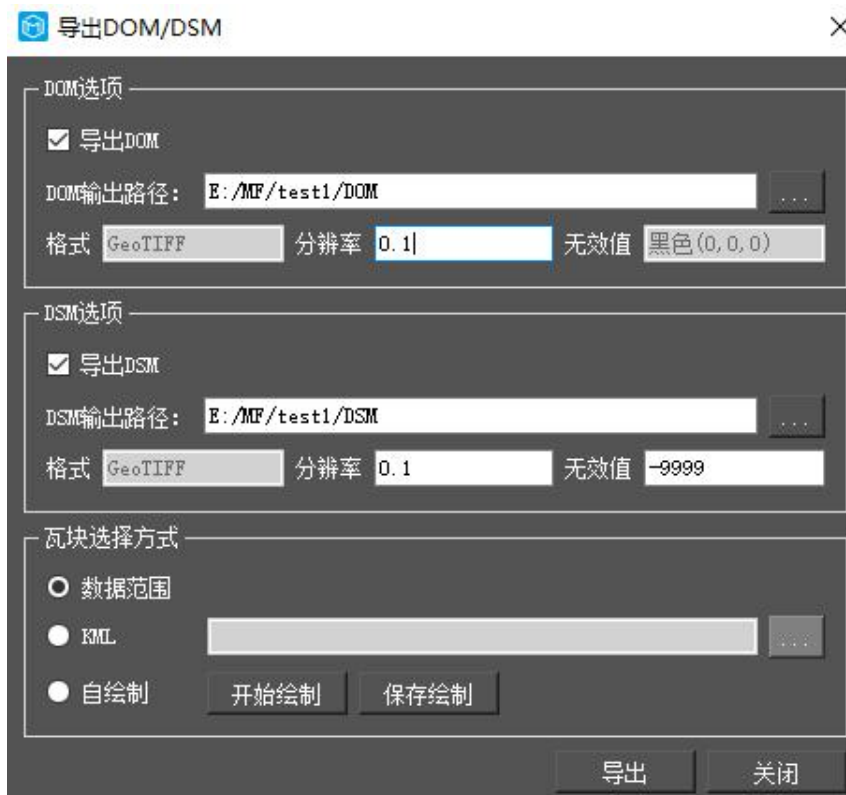 导出DOM/DSM
DOM选项
导出DOM
DOM输出路径: E:/MF/test1/DOM ...
格式 GeoTIFF 分辨率 0.1 无效值 黑色(0,0,0)
DSM选项
导出DSM
DSM输出路径: E:/MF/test1/DSM ...
格式 GeoTIFF 分辨率 0.1 无效值 -9999
瓦块选择方式
数据范围
KML ...
自绘制 开始绘制 保存绘制
导出 关闭